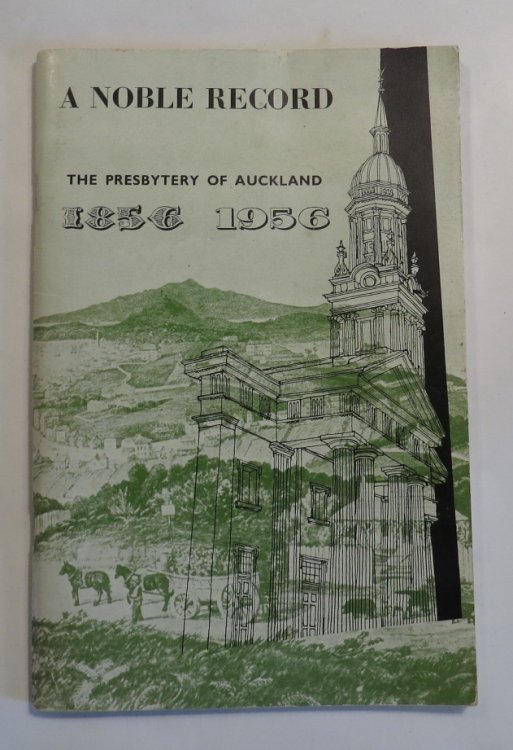 A NOBLE RECORD
THE PRESBYTERY OF AUCKLAND
1856 1956